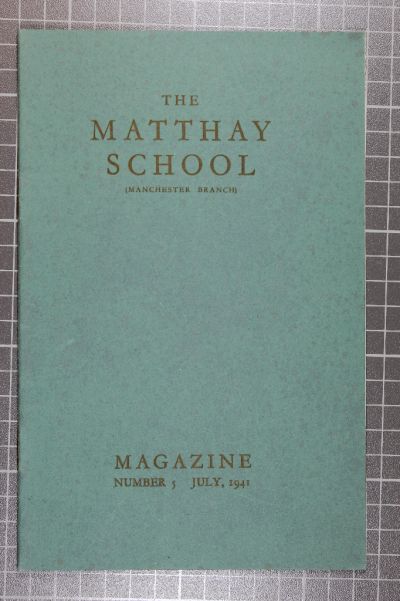 THE
MATTHAY
SCHOOL
(MANCHESTER BRANCH)
MAGAZINE
NUMBER 5 JULY, 1941